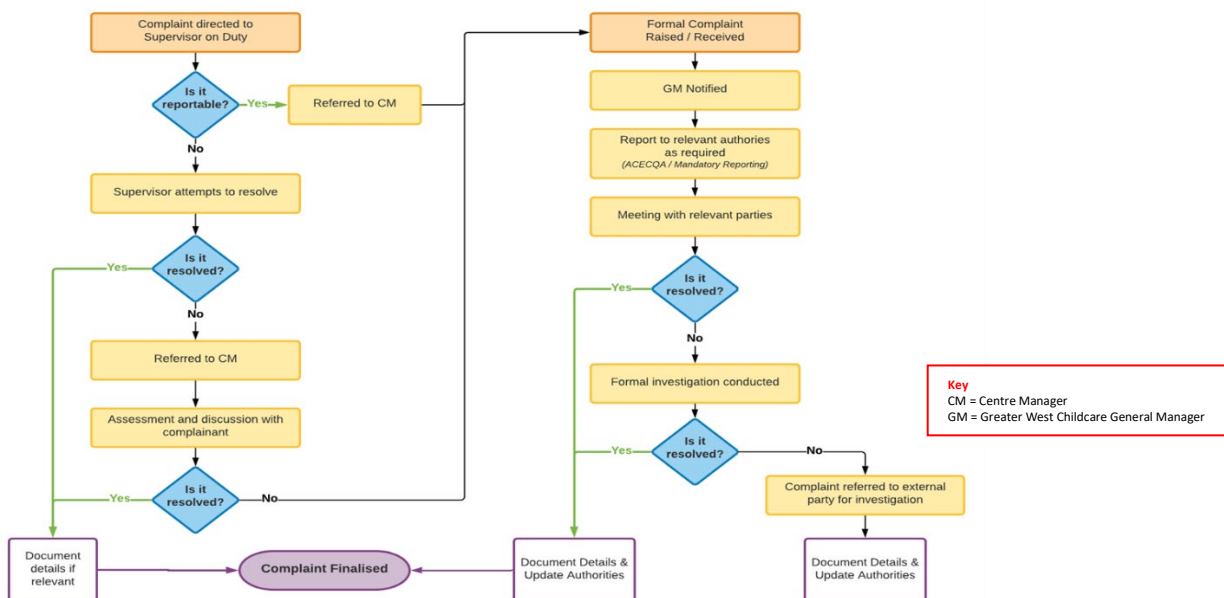 Complaint directed to
Supervisor on Duty
Is it
reportable?
Yes
Referred to CM
No
Supervisor attempts to resolve
Is it
resolved?
Yes
No
Referred to CM
Assessment and discussion with
complainant
Is it
resolved?
Yes
No
Document
details if
relevant
Complaint Finalised
Formal Complaint
Raised / Received
GM Notified
Report to relevant authories
as required
(ACECQA / Mandatory Reporting)
Meeting with relevant parties
Is it
resolved?
Yes
No
Formal investigation conducted
Is it
resolved?
Yes
No
Complaint referred to external
party for investigation
Document Details &
Update Authorities
Document Details &
Update Authorities
Key
CM = Centre Manager
GM = Greater West Childcare General Manager